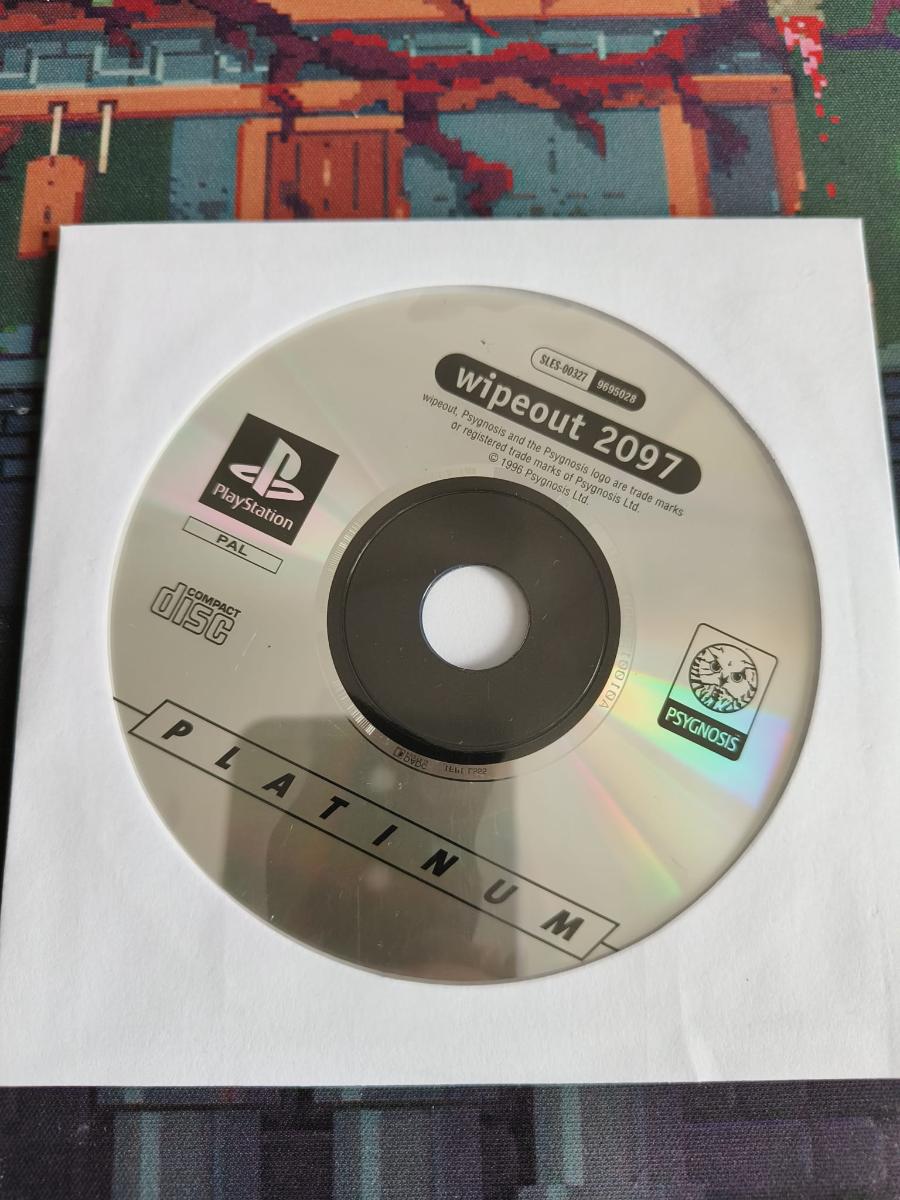 SLES-00327 9695028
wipeout 2097
wipeout, Psygnosis and the Psygnosis logo are trade marks
or registered trade marks of Psygnosis Ltd.
© 1996 Psygnosis Ltd.
PlayStation
PAL
COMPACT
disc
PSYGNOSIS
PLATINUM